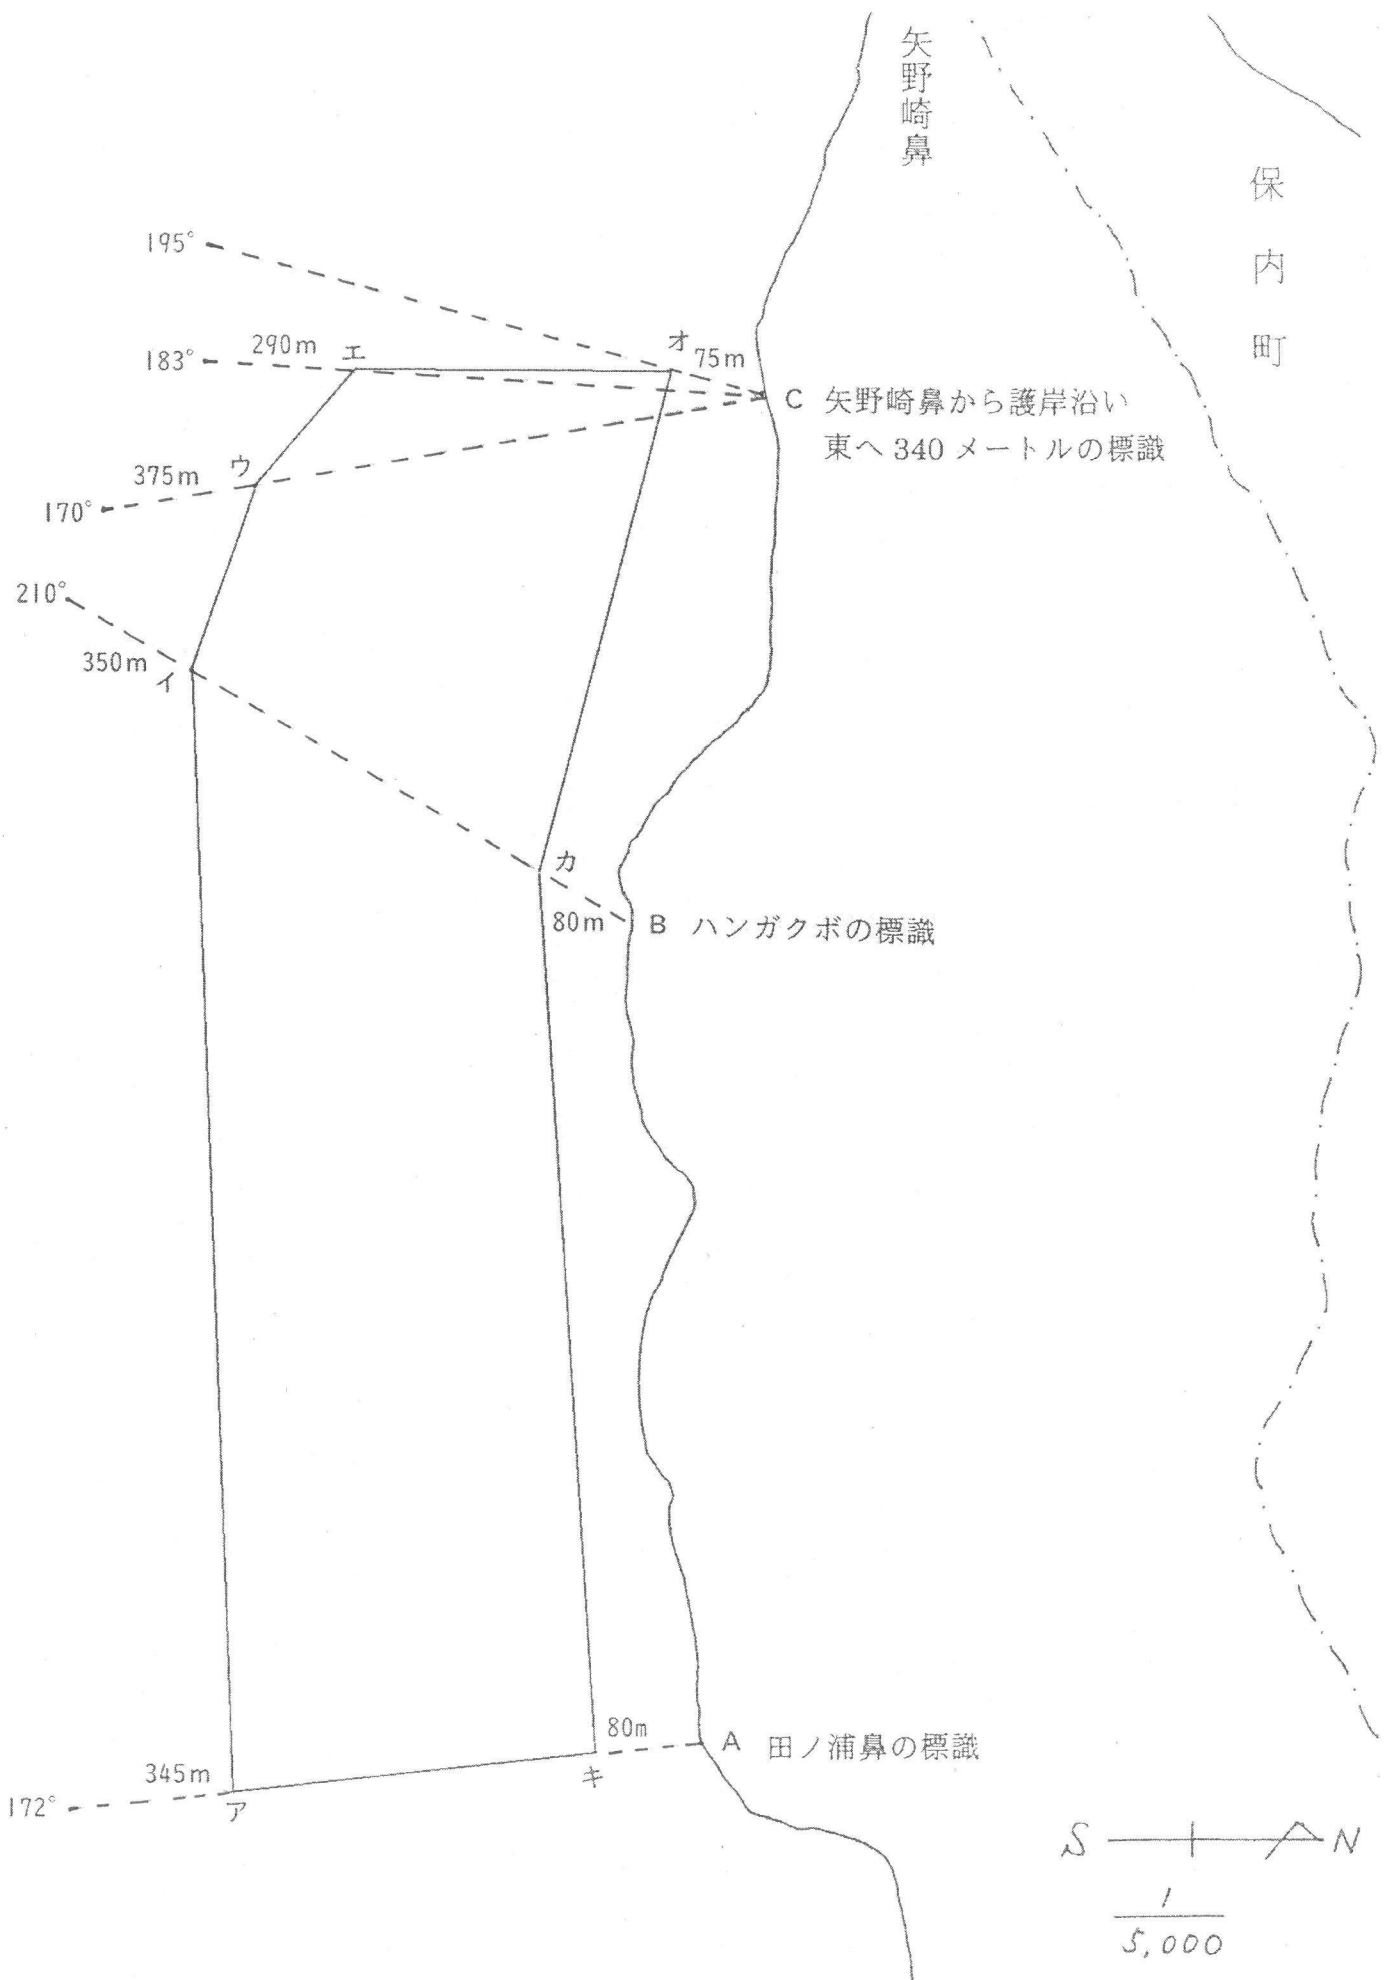 矢野崎鼻
保内町
195°
183°
290m
エ
オ
75m
C 矢野崎鼻から護岸沿い
東へ 340 メートルの標識
ウ
375m
170°
210°
350m
イ
カ
80m
B ハンガクボの標識
80m
A 田ノ浦鼻の標識
キ
345m
172°
ア
S
N
1
5,000